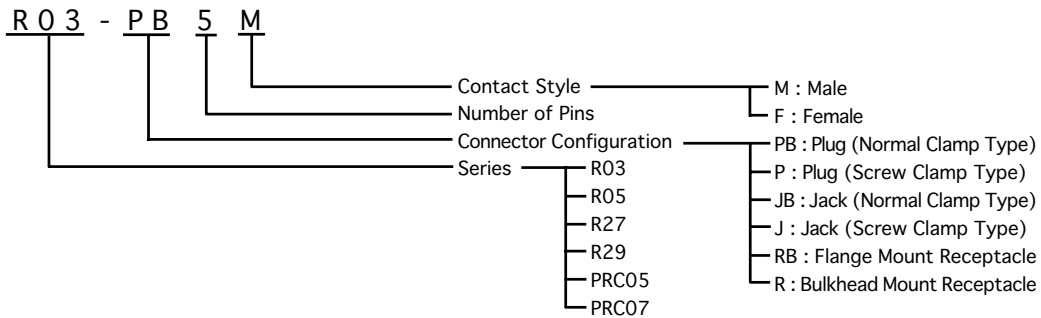 R03-PB5M
Contact Style
M : Male
F : Female
Number of Pins
Connector Configuration
PB : Plug (Normal Clamp Type)
P : Plug (Screw Clamp Type)
JB : Jack (Normal Clamp Type)
J : Jack (Screw Clamp Type)
RB : Flange Mount Receptacle
R : Bulkhead Mount Receptacle
Series
R03
R05
R27
R29
PRC05
PRC07